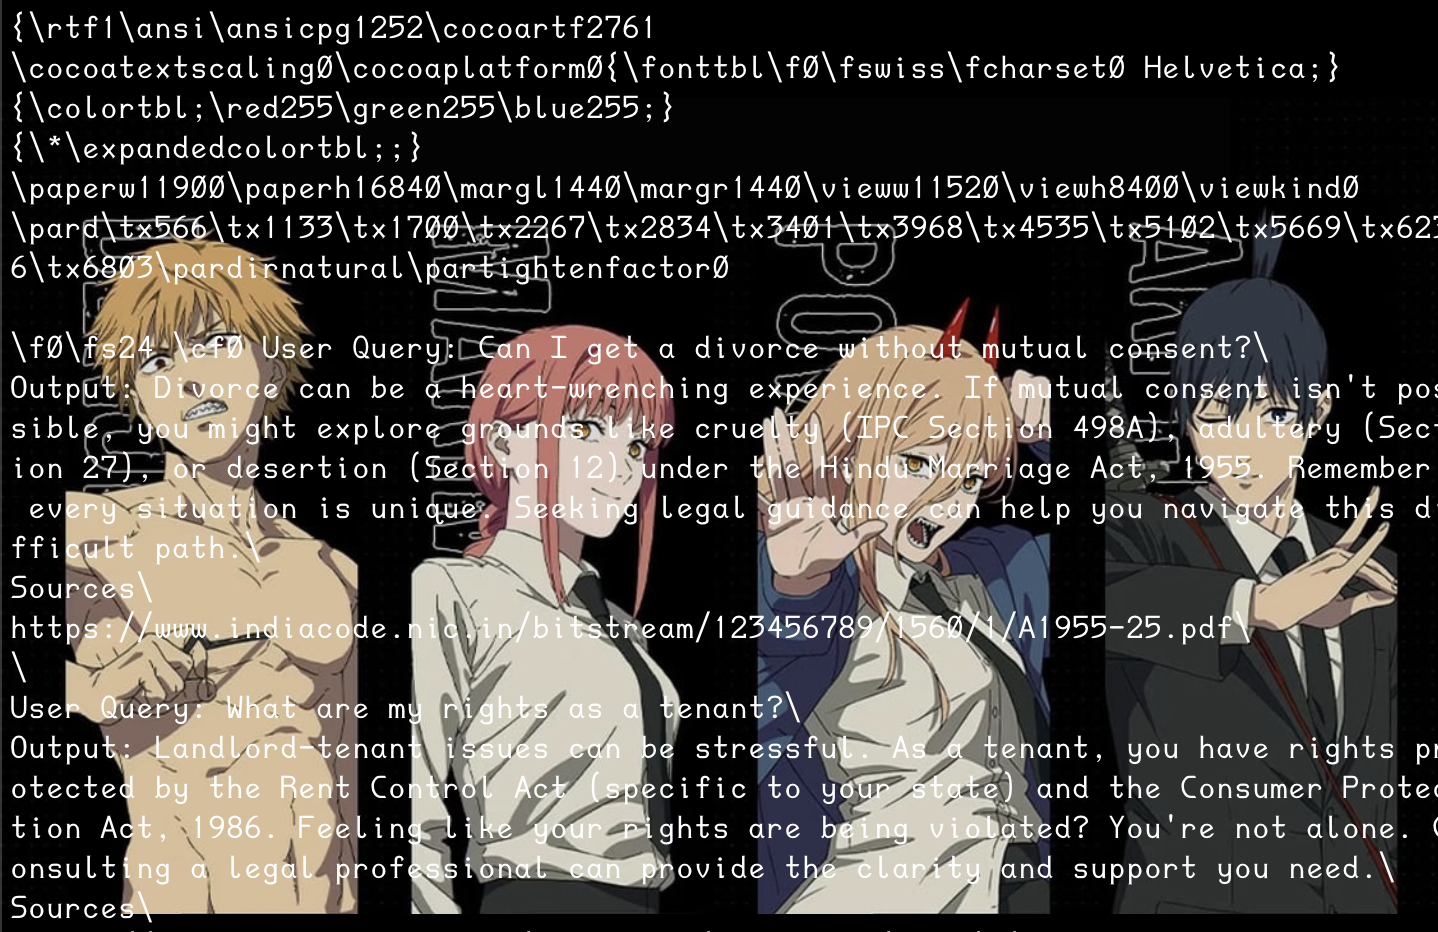 {\rtf1\ansi\ansicpg1252\cocoartf2761
\cocoatextscaling0\cocoaplatform0{\fonttbl\f0\fswiss\fcharset0 Helvetica;}
{\colortbl;\red255\green255\blue255;}
{\*\expandedcolortbl;;}
\paperw11900\paperh16840\margl1440\margr1440\vieww11520\viewh8400\viewkind0
\pard\tx566\tx1133\tx1700\tx2267\tx2834\tx3401\tx3968\tx4535\tx5102\tx5669\tx623
6\tx6803\pardirnatural\partightenfactor0

\f0\fs24 \cf0 User Query: Can I get a divorce without mutual consent?\
Output: Divorce can be a heart-wrenching experience. If mutual consent isn't pos
sible, you might explore grounds like cruelty (IPC Section 498A), adultery (Sect
ion 27), or desertion (Section 12) under the Hindu Marriage Act, 1955. Remember
 every situation is unique. Seeking legal guidance can help you navigate this di
fficult path.\
Sources\
https://www.indiacode.nic.in/bitstream/123456789/1560/1/A1955-25.pdf\
\
User Query: What are my rights as a tenant?\
Output: Landlord-tenant issues can be stressful. As a tenant, you have rights pr
otected by the Rent Control Act (specific to your state) and the Consumer Protec
tion Act, 1986. Feeling like your rights are being violated? You're not alone. C
onsulting a legal professional can provide the clarity and support you need.\
Sources\